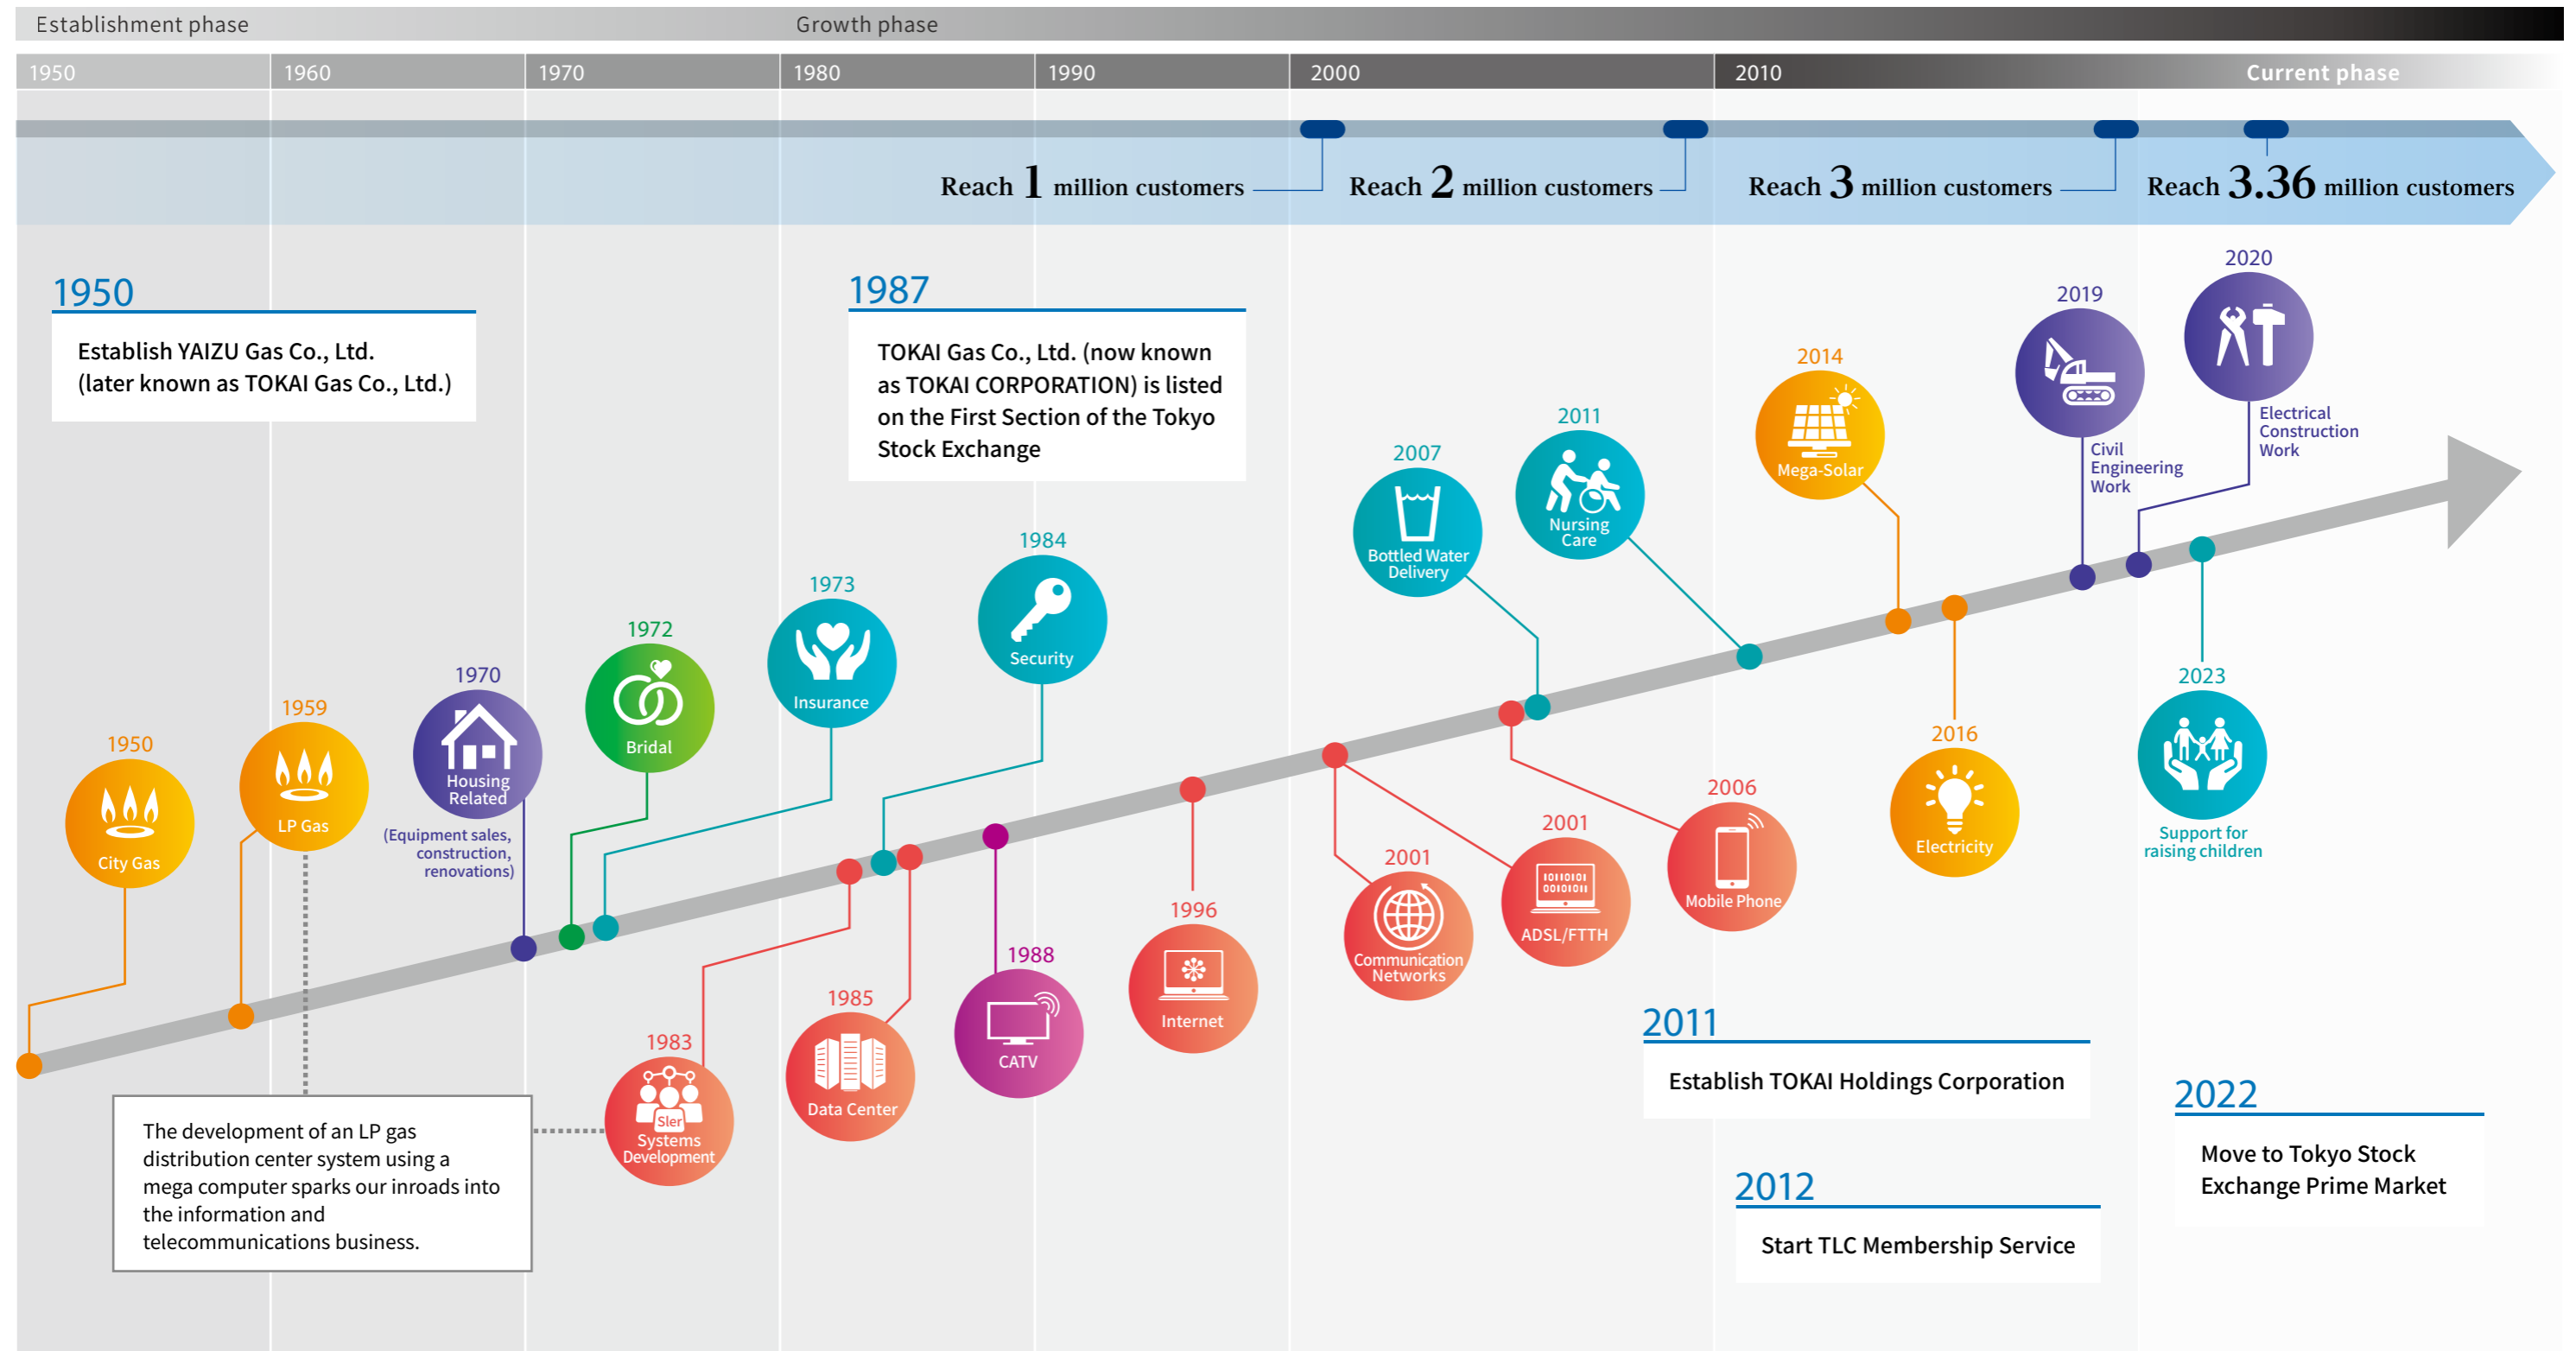 Establishment phase
Growth phase
1950
1960
1970
1980
1990
2000
2010
Current phase
Reach 1 million customers
Reach 2 million customers
Reach 3 million customers
Reach 3.36 million customers
1950
Establish YAIZU Gas Co., Ltd.
(later known as TOKAI Gas Co., Ltd.)
1987
TOKAI Gas Co., Ltd. (now known
as TOKAI CORPORATION) is listed
on the First Section of the Tokyo
Stock Exchange
1950
City Gas
1959
LP Gas
1970
Housing
Related
(Equipment sales,
construction,
renovations)
1972
Bridal
1973
Insurance
1984
Security
2007
Bottled Water
Delivery
2011
Nursing
Care
2014
Mega-Solar
2019
Civil
Engineering
Work
2020
Electrical
Construction
Work
1983
SIer
Systems
Development
1985
Data Center
1988
CATV
1996
Internet
2001
Communication
Networks
2001
10110101
00101011
ADSL/FTTH
2006
Mobile Phone
2016
Electricity
2023
Support for
raising children
The development of an LP gas
distribution center system using a
mega computer sparks our inroads into
the information and
telecommunications business.
2011
Establish TOKAI Holdings Corporation
2012
Start TLC Membership Service
2022
Move to Tokyo Stock
Exchange Prime Market